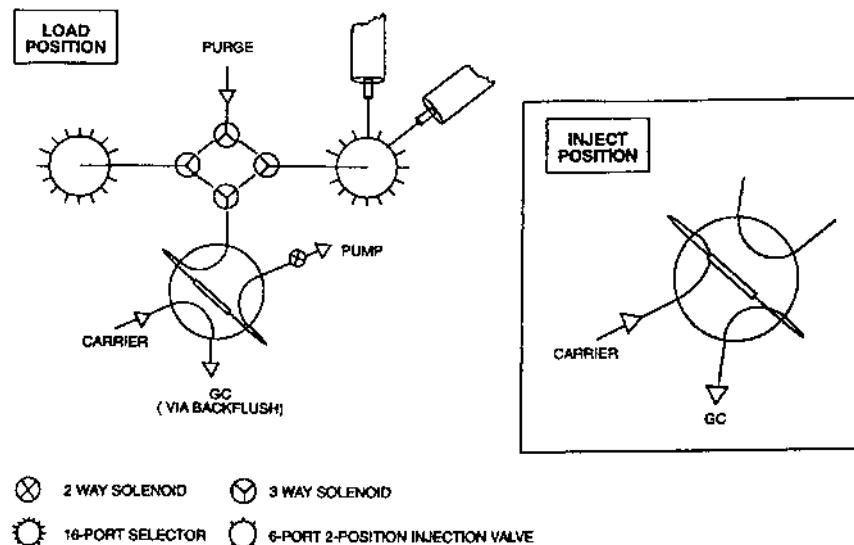 LOAD
POSITION
PURGE
PUMP
CARRIER
GC
( VIA BACKFLUSH)
INJECT
POSITION
CARRIER
GC
2 WAY SOLENOID
3 WAY SOLENOID
16-PORT SELECTOR
6-PORT 2-POSITION INJECTION VALVE